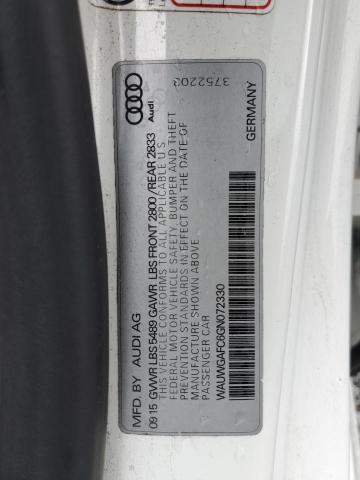 MFD. BY AUDI AG
Audi
3752203
09 15 GVWR LBS 5489 GAWR LBS FRONT 2800 / REAR 2833
THIS VEHICLE CONFORMS TO ALL APPLICABLE U.S.
FEDERAL MOTOR VEHICLE SAFETY, BUMPER AND THEFT
PREVENTION STANDARDS IN EFFECT ON THE DATE OF
MANUFACTURE SHOWN ABOVE.
PASSENGER CAR
WAUWGAFC6GN072330
GERMANY